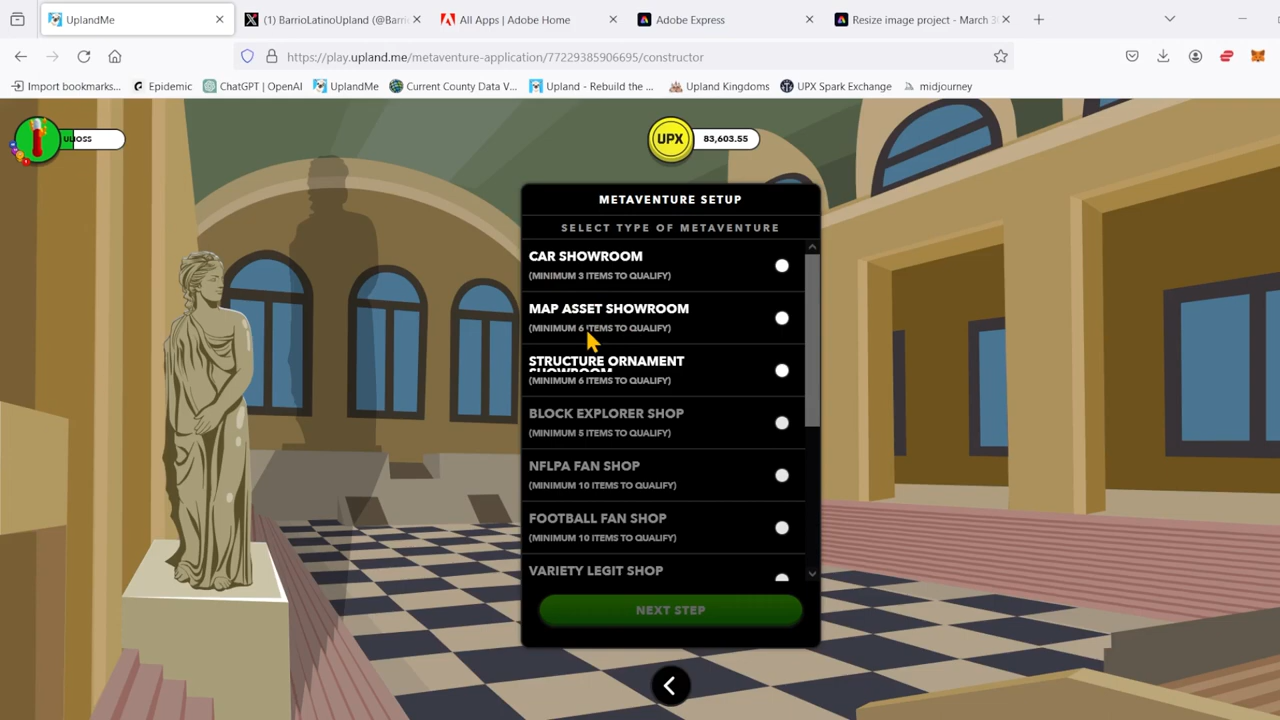 UplandMe
(1) BarrioLatinoUpland (@Barri
All Apps | Adobe Home
Adobe Express
Resize image project - March 3
https://play.upland.me/metaventure-application/77229385906695/constructor
Import bookmarks...
Epidemic
ChatGPT | OpenAI
UplandMe
Current County Data V...
Upland - Rebuild the ...
Upland Kingdoms
UPX Spark Exchange
midjourney
UPX
83,603.55
METAVENTURE SETUP
SELECT TYPE OF METAVENTURE
CAR SHOWROOM
(MINIMUM 3 ITEMS TO QUALIFY)
MAP ASSET SHOWROOM
(MINIMUM 6 ITEMS TO QUALIFY)
STRUCTURE ORNAMENT
SHOWROOM
(MINIMUM 6 ITEMS TO QUALIFY)
BLOCK EXPLORER SHOP
(MINIMUM 5 ITEMS TO QUALIFY)
NFLPA FAN SHOP
(MINIMUM 10 ITEMS TO QUALIFY)
FOOTBALL FAN SHOP
(MINIMUM 10 ITEMS TO QUALIFY)
VARIETY LEGIT SHOP
NEXT STEP